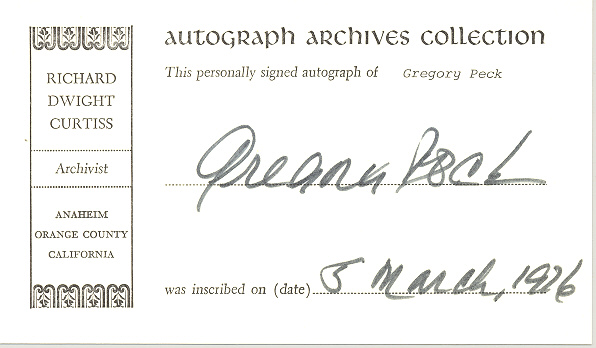 RICHARD
DWIGHT
CURTISS
Archivist
ANAHEIM
ORANGE COUNTY
CALIFORNIA
AUTOGRAPH ARCHIVES COLLECTION
This personally signed autograph of Gregory Peck
Gregory Peck
was inscribed on (date) 5 March, 1976